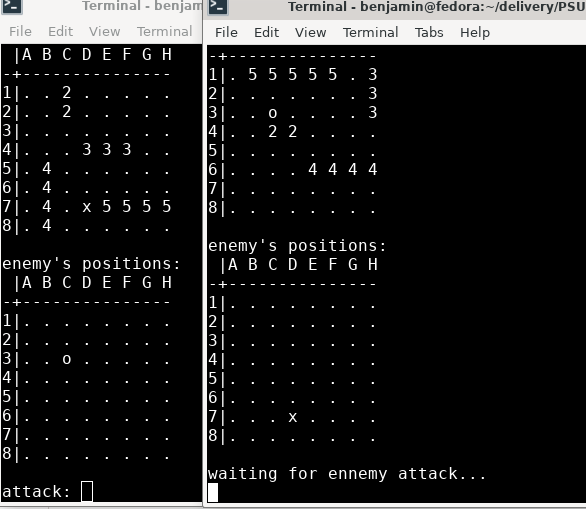 Terminal - benjam
File Edit View Terminal
 |A B C D E F G H
-+---------------
1|. . 2 . . . . .
2|. . 2 . . . . .
3|. . . . . . . .
4|. . . 3 3 3 . .
5|. 4 . . . . . .
6|. 4 . . . . . .
7|. 4 . x 5 5 5 5
8|. 4 . . . . . .
enemy's positions:
 |A B C D E F G H
-+---------------
1|. . . . . . . .
2|. . . . . . . .
3|. . o . . . . .
4|. . . . . . . .
5|. . . . . . . .
6|. . . . . . . .
7|. . . . . . . .
8|. . . . . . . .
attack:
Terminal - benjamin@fedora:~/delivery/PSU
File Edit View Terminal Tabs Help
-+---------------
1|. 5 5 5 5 5 . 3
2|. . . . . . . 3
3|. . o . . . . 3
4|. . 2 2 . . . .
5|. . . . . . . .
6|. . . . 4 4 4 4
7|. . . . . . . .
8|. . . . . . . .
enemy's positions:
 |A B C D E F G H
-+---------------
1|. . . . . . . .
2|. . . . . . . .
3|. . . . . . . .
4|. . . . . . . .
5|. . . . . . . .
6|. . . . . . . .
7|. . . x . . . .
8|. . . . . . . .
waiting for ennemy attack...